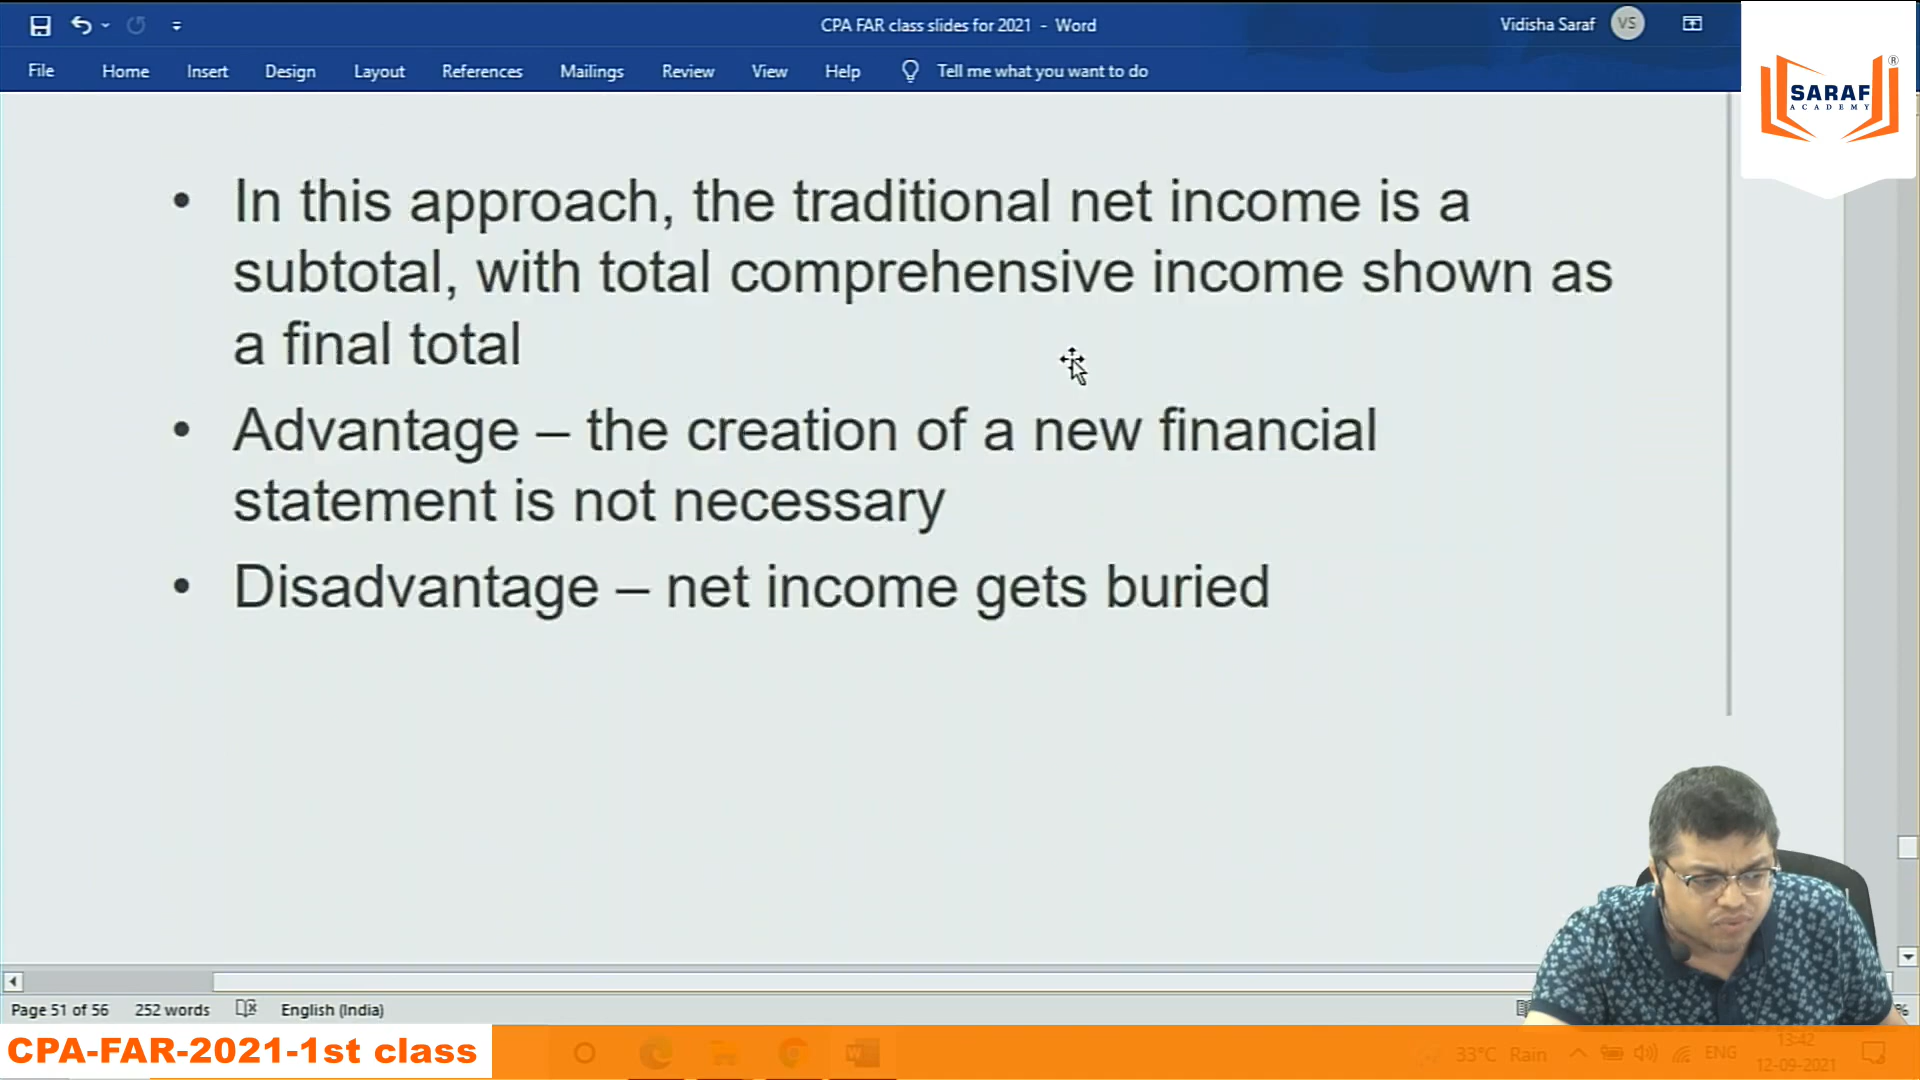 CPA FAR class slides for 2021 - Word
Vidisha Saraf VS
File Home Insert Design Layout References Mailings Review View Help Tell me what you want to do
SARAF®
ACADEMY
• In this approach, the traditional net income is a
subtotal, with total comprehensive income shown as
a final total
• Advantage – the creation of a new financial
statement is not necessary
• Disadvantage – net income gets buried
Page 51 of 56 252 words English (India) %
CPA-FAR-2021-1st class
33°C Rain ENG
13:42
12-09-2021